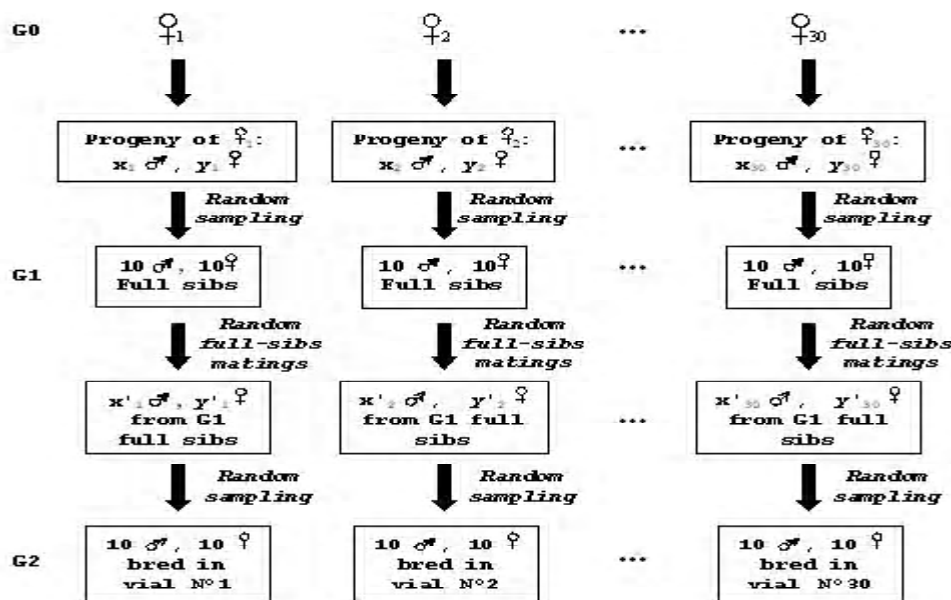 G0 ♀1 ♀2 ... ♀30
Progeny of ♀1: Progeny of ♀2: ... Progeny of ♀30:
x1 ♂, y1 ♀ x2 ♂, y2 ♀ x30 ♂, y30 ♀
Random Random Random
sampling sampling sampling
G1 10 ♂, 10♀ 10 ♂, 10♀ ... 10 ♂, 10♀
Full sibs Full sibs Full sibs
Random Random Random
full-sibs full-sibs full-sibs
matings matings matings
x'1 ♂, y'1 ♀ x'2 ♂, y'2 ♀ x'30 ♂, y'30 ♀
from G1 from G1 full ... from G1 full
full sibs sibs sibs
Random Random Random
sampling sampling sampling
10 ♂, 10 ♀ 10 ♂, 10 ♀ 10 ♂, 10 ♀
G2 bred in bred in ... bred in
vial N°1 vial N°2 vial N°30